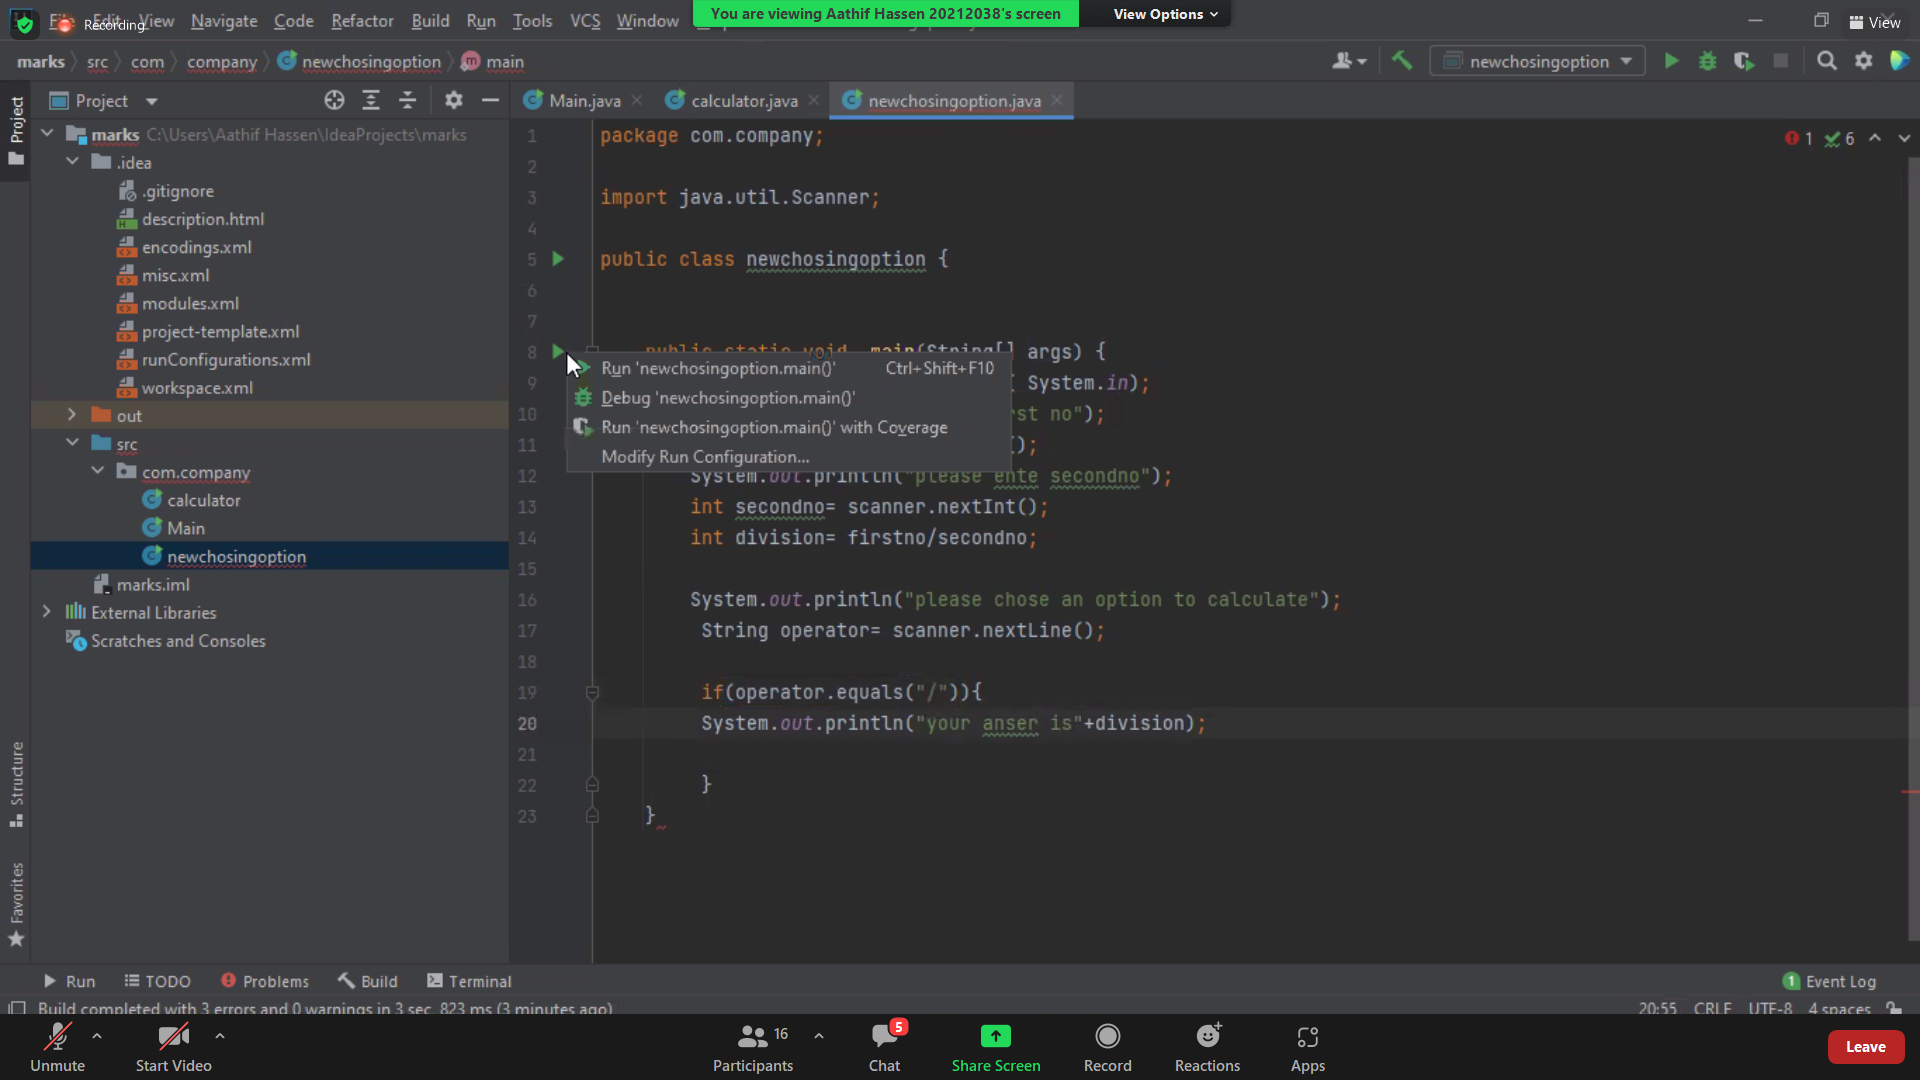 Recording
View Navigate Code Refactor Build Run Tools VCS Window
You are viewing Aathif Hassen 20212038's screen
View Options
View
marks src com company newchosingoption main
newchosingoption
Project
Main.java calculator.java newchosingoption.java
Project
marks C:\Users\Aathif Hassen\IdeaProjects\marks
.idea
.gitignore
description.html
encodings.xml
misc.xml
modules.xml
project-template.xml
runConfigurations.xml
workspace.xml
out
src
com.company
calculator
Main
newchosingoption
marks.iml
External Libraries
Scratches and Consoles
Structure
Favorites
1 6
1 package com.company;
2
3 import java.util.Scanner;
4
5 public class newchosingoption {
6
7
8 public static void main(String[] args) {
9 System.in);
10 st no");
11 );
12 System.out.println("please ente secondno");
13 int secondno= scanner.nextInt();
14 int division= firstno/secondno;
15
16 System.out.println("please chose an option to calculate");
17 String operator= scanner.nextLine();
18
19 if(operator.equals("/")){
20 System.out.println("your anser is"+division);
21
22 }
23 }
Run 'newchosingoption.main()' Ctrl+Shift+F10
Debug 'newchosingoption.main()'
Run 'newchosingoption.main()' with Coverage
Modify Run Configuration...
Run TODO Problems Build Terminal
1 Event Log
Build completed with 3 errors and 0 warnings in 3 sec, 823 ms (3 minutes ago)
20:55 CRLF UTF-8 4 spaces
Unmute
Start Video
Participants 16
Chat 5
Share Screen
Record
Reactions
Apps
Leave